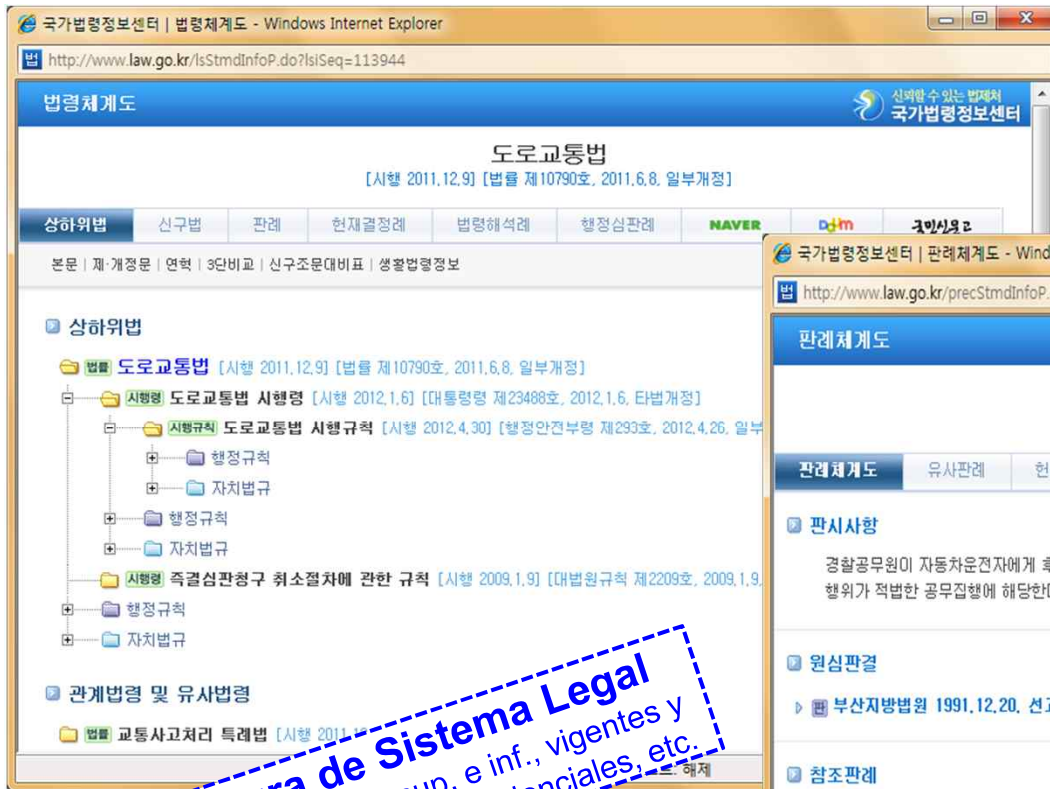 국가법령정보센터 | 법령체계도 - Windows Internet Explorer
http://www.law.go.kr/lsStmdInfoP.do?lsiSeq=113944
법령체계도
신뢰할 수 있는 법제처
국가법령정보센터
도로교통법
[시행 2011.12.9] [법률 제10790호, 2011.6.8, 일부개정]
상하위법 신구법 판례 헌재결정례 법령해석례 행정심판례 NAVER Daum 국민신문고
본문 | 제·개정문 | 연혁 | 3단비교 | 신구조문대비표 | 생활법령정보
상하위법
법률 도로교통법 [시행 2011.12.9] [법률 제10790호, 2011.6.8, 일부개정]
시행령 도로교통법 시행령 [시행 2012.1.6] [대통령령 제23488호, 2012.1.6, 타법개정]
시행규칙 도로교통법 시행규칙 [시행 2012.4.30] [행정안전부령 제293호, 2012.4.26, 일부
행정규칙
자치법규
행정규칙
자치법규
시행령 즉결심판청구 취소절차에 관한 규칙 [시행 2009.1.9] [대법원규칙 제2209호, 2009.1.9,
행정규칙
자치법규
관계법령 및 유사법령
법률 교통사고처리 특례법 [시행
해제
국가법령정보센터 | 판례체계도 - Wind
http://www.law.go.kr/precStmdInfoP.
판례체계도
판례체계도 유사판례 헌
판시사항
경찰공무원이 자동차운전자에게
행위가 적법한 공무집행에 해당한
원심판결
판 부산지방법원 1991.12.20. 선고
참조판례
de Sistema Legal
e inf., vigentes y
etc.